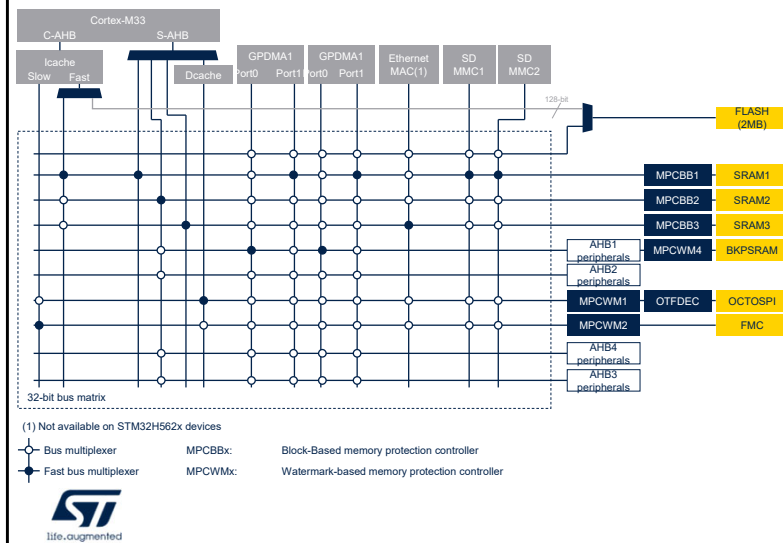 Cortex-M33
C-AHB S-AHB
Icache
Slow Fast
Dcache
GPDMA1
Port0 Port1
GPDMA1
Port0 Port1
Ethernet
MAC(1)
SD
MMC1
SD
MMC2
128-bit
FLASH
(2MB)
MPCBB1 SRAM1
MPCBB2 SRAM2
MPCBB3 SRAM3
AHB1
peripherals
MPCWM4 BKPSRAM
AHB2
peripherals
MPCWM1 OTFDEC OCTOSPI
MPCWM2 FMC
AHB4
peripherals
AHB3
peripherals
32-bit bus matrix
(1) Not available on STM32H562x devices
Bus multiplexer MPCBBx: Block-Based memory protection controller
Fast bus multiplexer MPCWMx: Watermark-based memory protection controller
ST
life.augmented